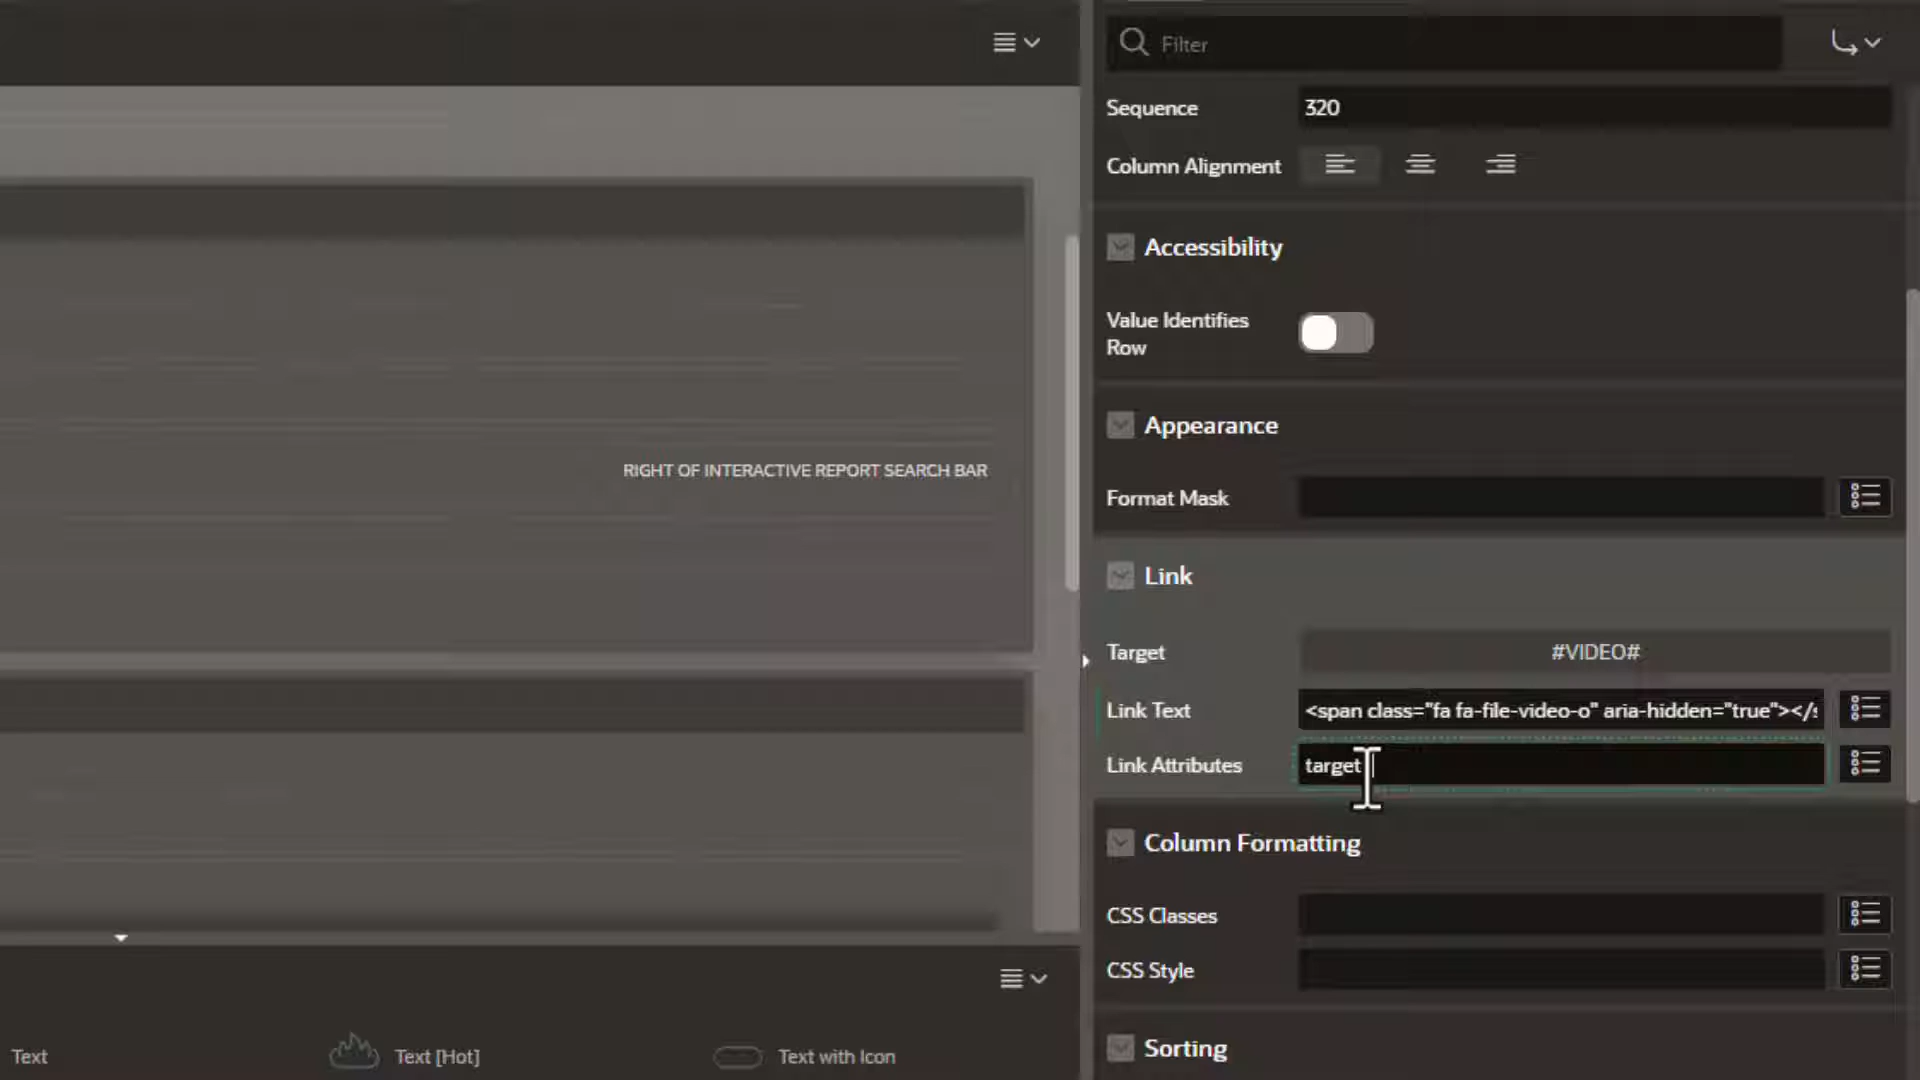 Filter
Sequence 320
Column Alignment
Accessibility
Value Identifies
Row
Appearance
RIGHT OF INTERACTIVE REPORT SEARCH BAR
Format Mask
Link
Target #VIDEO#
Link Text <span class="fa fa-file-video-o" aria-hidden="true"></s
Link Attributes target
Column Formatting
CSS Classes
CSS Style
Sorting
Text Text [Hot] Text with Icon